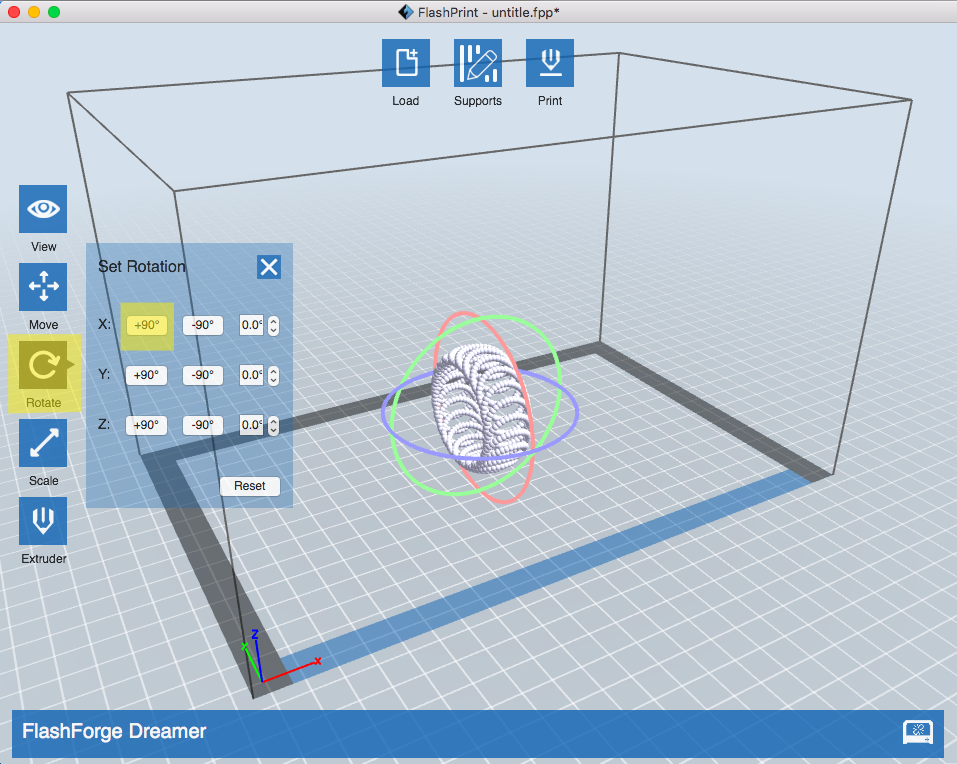 FlashPrint - untitle.fpp*
Load
Supports
Print
View
Move
Rotate
Scale
Extruder
Set Rotation
X: +90° -90° 0.0°
Y: +90° -90° 0.0°
Z: +90° -90° 0.0°
Reset
Z
X
FlashForge Dreamer